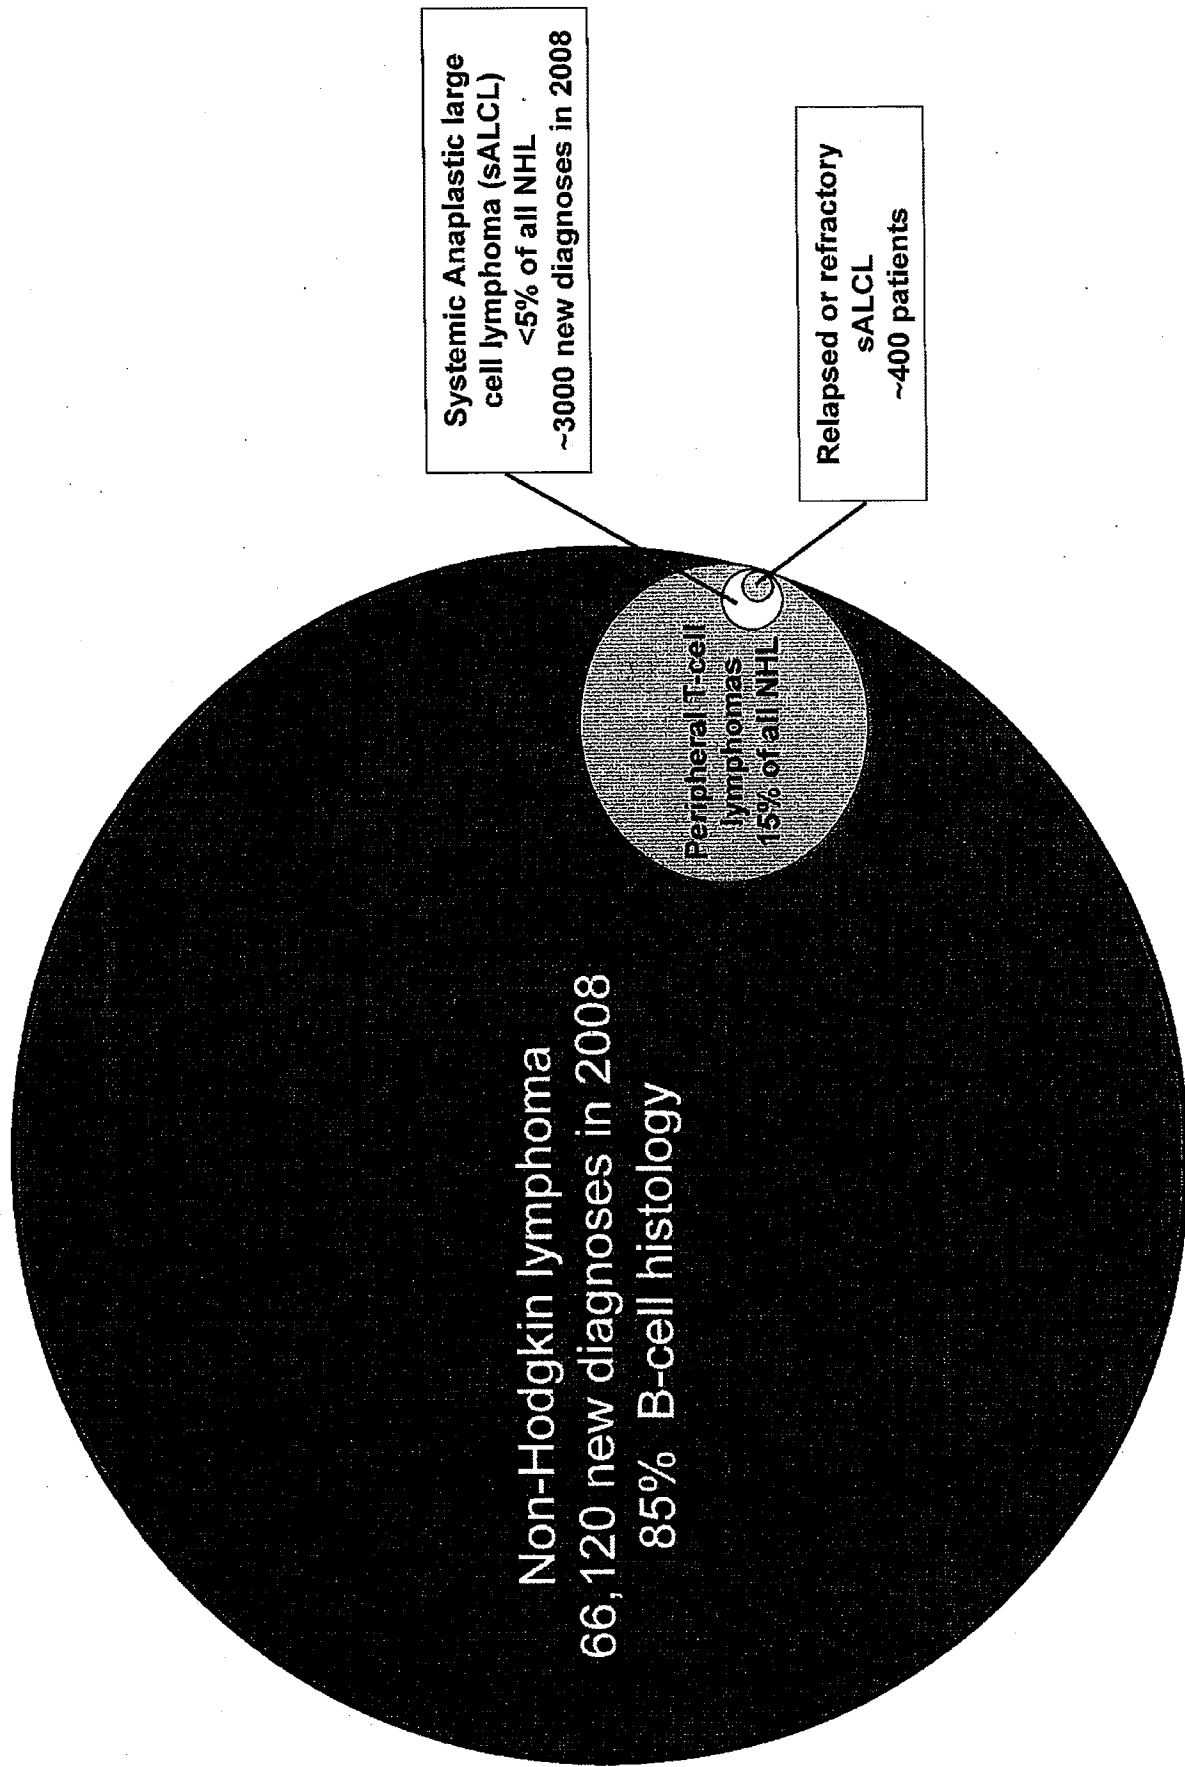 Non-Hodgkin lymphoma
66,120 new diagnoses in 2008
85% B-cell histology
Peripheral T-cell
lymphomas
15% of all NHL
Systemic Anaplastic large
cell lymphoma (sALCL)
<5% of all NHL
~3000 new diagnoses in 2008
Relapsed or refractory
sALCL
~400 patients